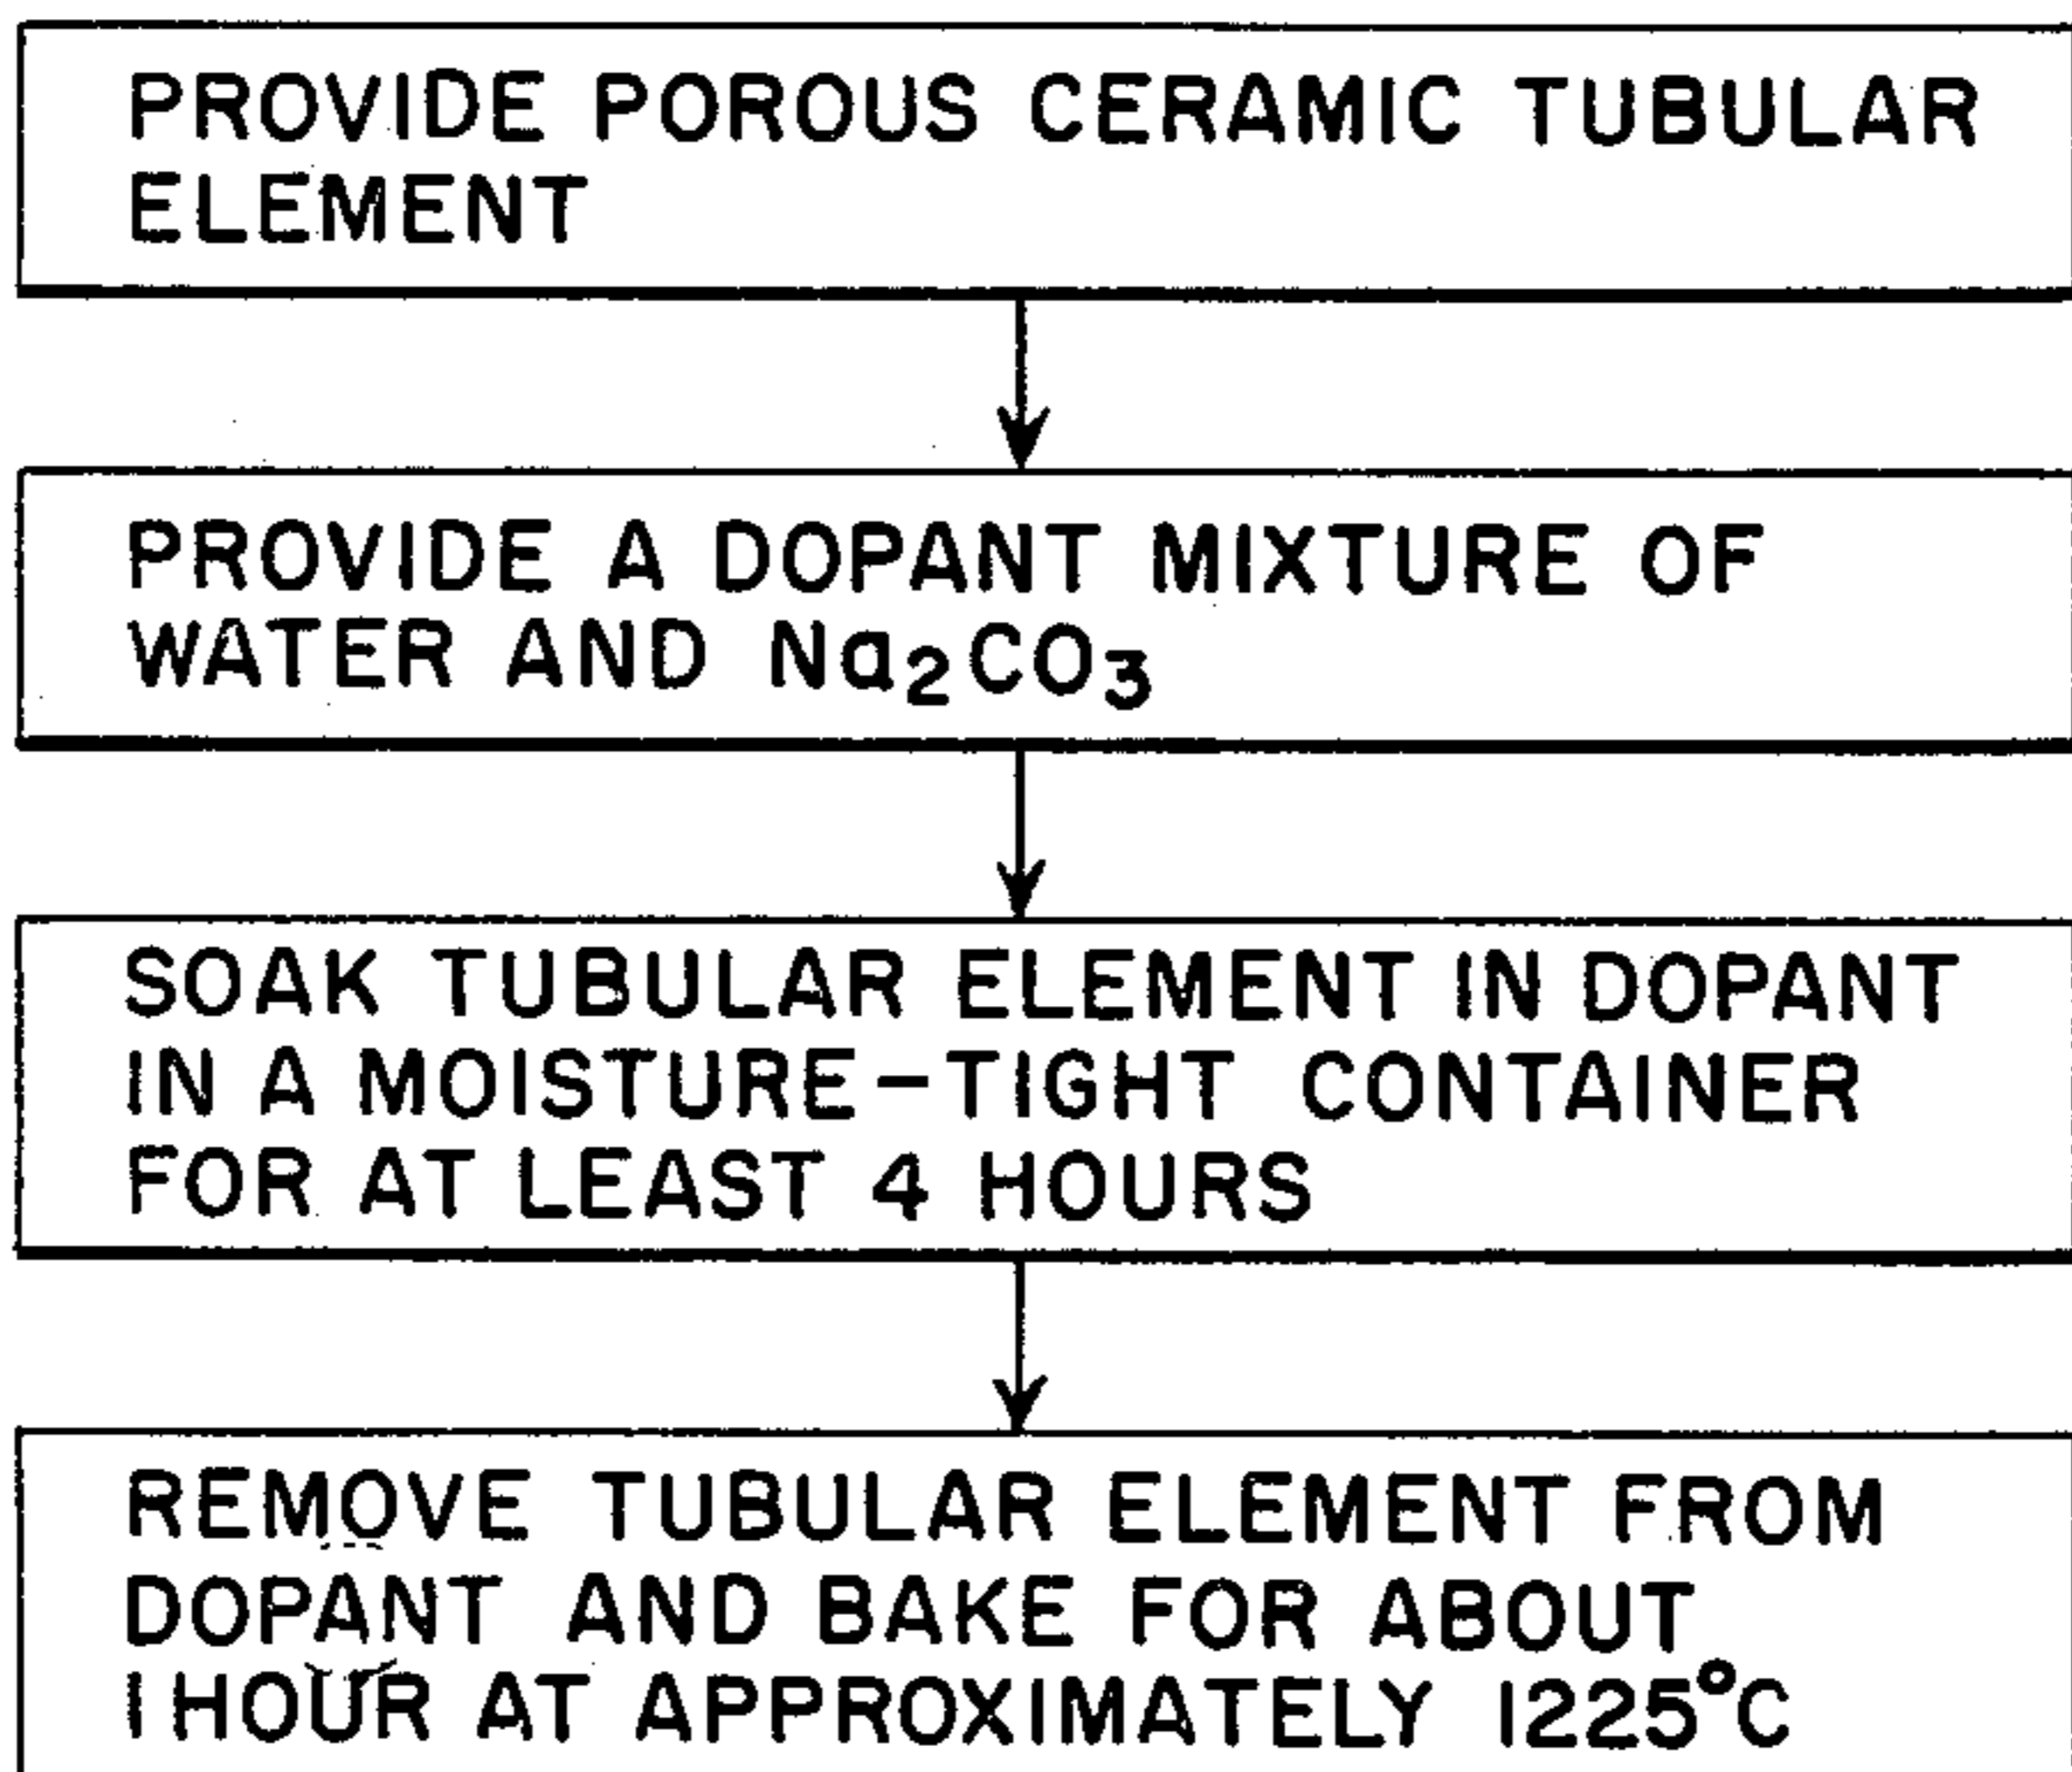 PROVIDE POROUS CERAMIC TUBULAR
ELEMENT
PROVIDE A DOPANT MIXTURE OF
WATER AND Na₂CO₃
SOAK TUBULAR ELEMENT IN DOPANT
IN A MOISTURE-TIGHT CONTAINER
FOR AT LEAST 4 HOURS
REMOVE TUBULAR ELEMENT FROM
DOPANT AND BAKE FOR ABOUT
1 HOUR AT APPROXIMATELY 1225°C